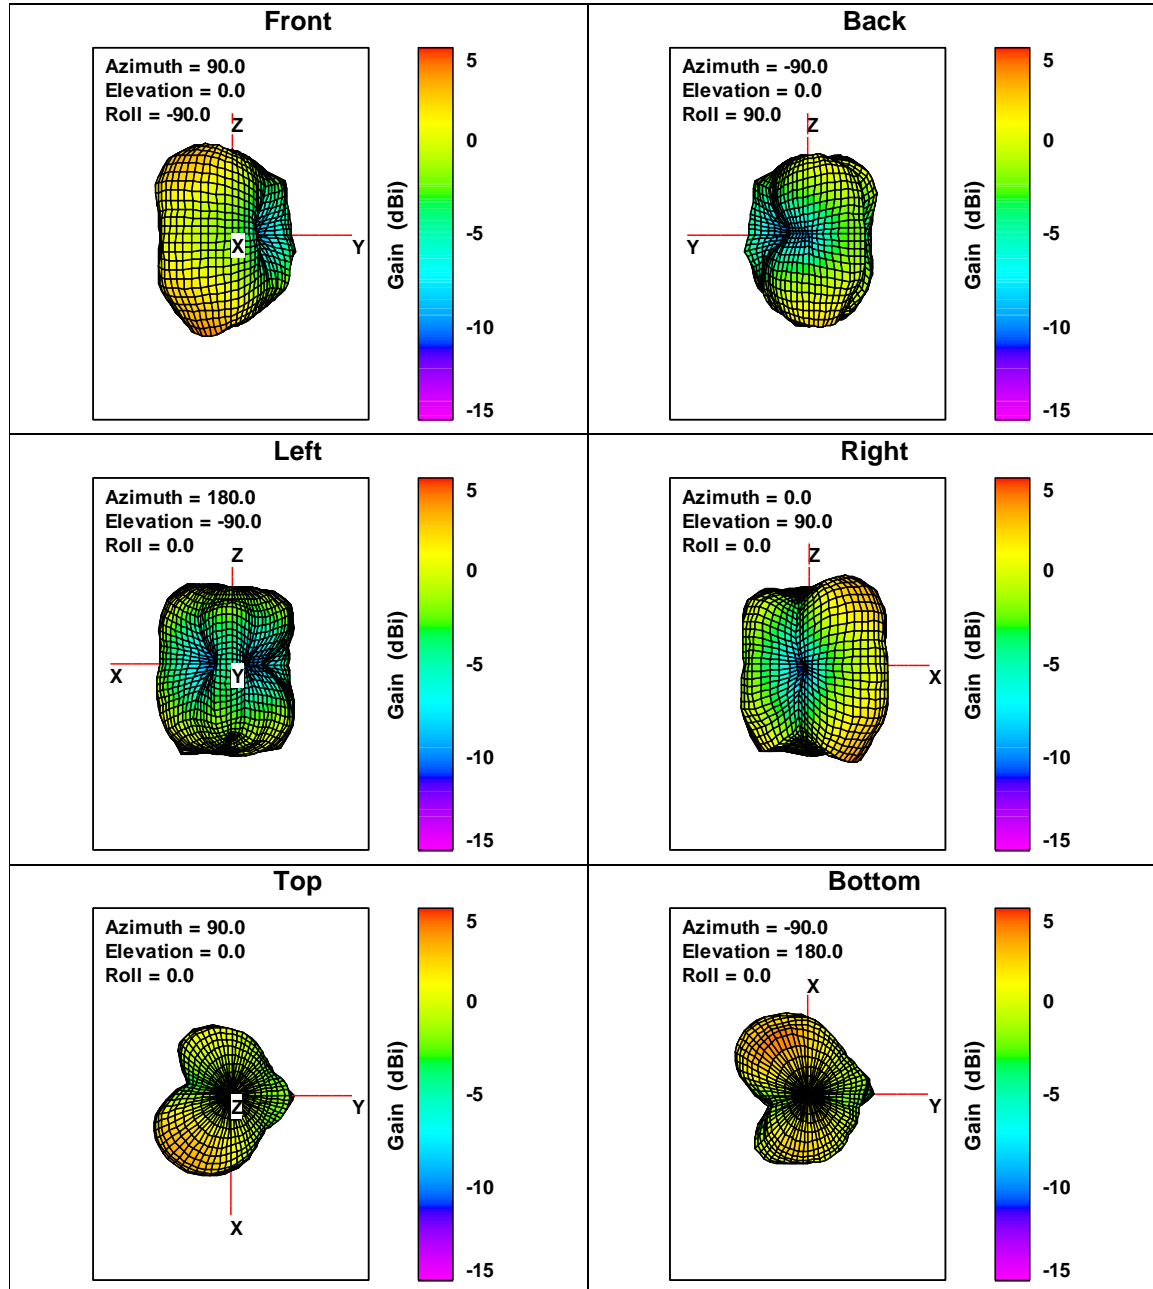 Front
Azimuth = 90.0
Elevation = 0.0
Roll = -90.0
Z
X
Y
Gain (dBi)
5
0
-5
-10
-15
Back
Azimuth = -90.0
Elevation = 0.0
Roll = 90.0
Z
Y
Gain (dBi)
5
0
-5
-10
-15
Left
Azimuth = 180.0
Elevation = -90.0
Roll = 0.0
Z
X
Y
Gain (dBi)
5
0
-5
-10
-15
Right
Azimuth = 0.0
Elevation = 90.0
Roll = 0.0
Z
X
Gain (dBi)
5
0
-5
-10
-15
Top
Azimuth = 90.0
Elevation = 0.0
Roll = 0.0
Z
Y
X
Gain (dBi)
5
0
-5
-10
-15
Bottom
Azimuth = -90.0
Elevation = 180.0
Roll = 0.0
X
Y
Gain (dBi)
5
0
-5
-10
-15